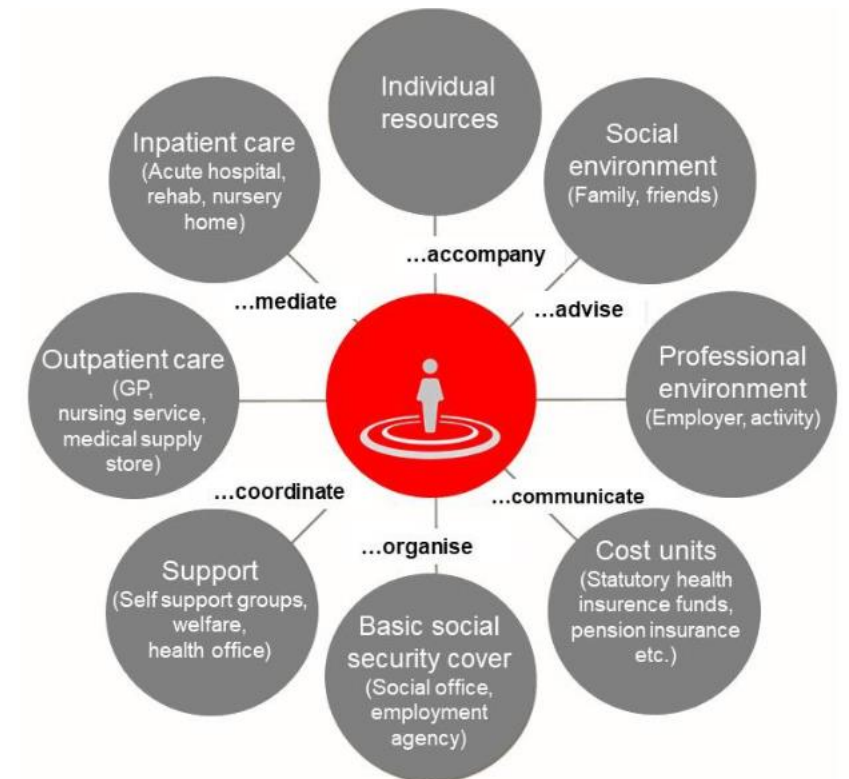 Individual
resources
Social
environment
(Family, friends)
Professional
environment
(Employer, activity)
Cost units
(Statutory health
insurence funds,
pension insurance
etc.)
Basic social
security cover
(Social office,
employment
agency)
Support
(Self support groups,
welfare,
health office)
Outpatient care
(GP,
nursing service,
medical supply
store)
Inpatient care
(Acute hospital,
rehab, nursery
home)
...accompany
...advise
...communicate
...organise
...coordinate
...mediate